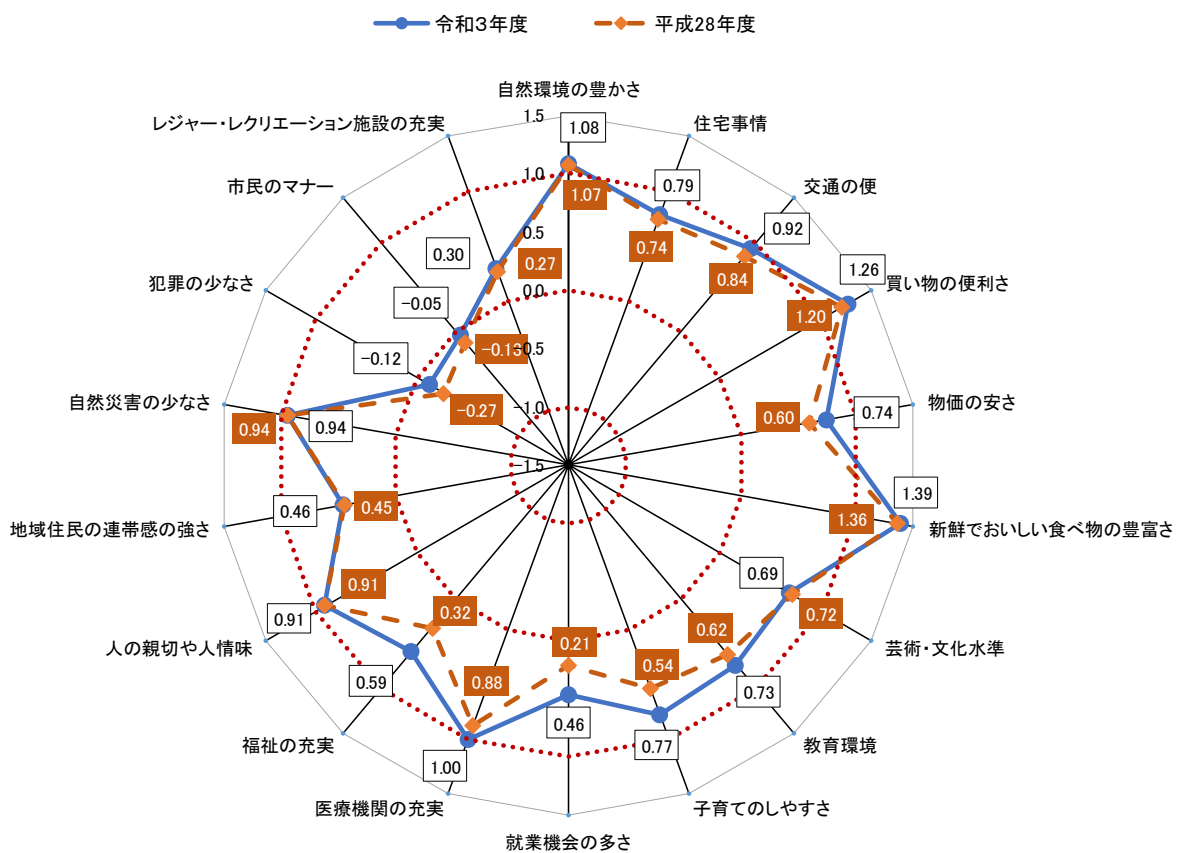 令和3年度
平成28年度
自然環境の豊かさ
住宅事情
交通の便
買い物の便利さ
物価の安さ
新鮮でおいしい食べ物の豊富さ
芸術・文化水準
教育環境
子育てのしやすさ
就業機会の多さ
医療機関の充実
福祉の充実
人の親切や人情味
地域住民の連帯感の強さ
自然災害の少なさ
犯罪の少なさ
市民のマナー
レジャー・レクリエーション施設の充実
1.5
1.0
0.5
0.0
−0.5
−1.0
−1.5
1.08
0.79
0.92
1.26
0.74
1.39
0.69
0.73
0.77
0.46
1.00
0.59
0.91
0.46
0.94
−0.12
−0.05
0.30
1.07
0.74
0.84
1.20
0.60
1.36
0.72
0.62
0.54
0.21
0.88
0.32
0.91
0.45
0.94
−0.27
−0.13
0.27